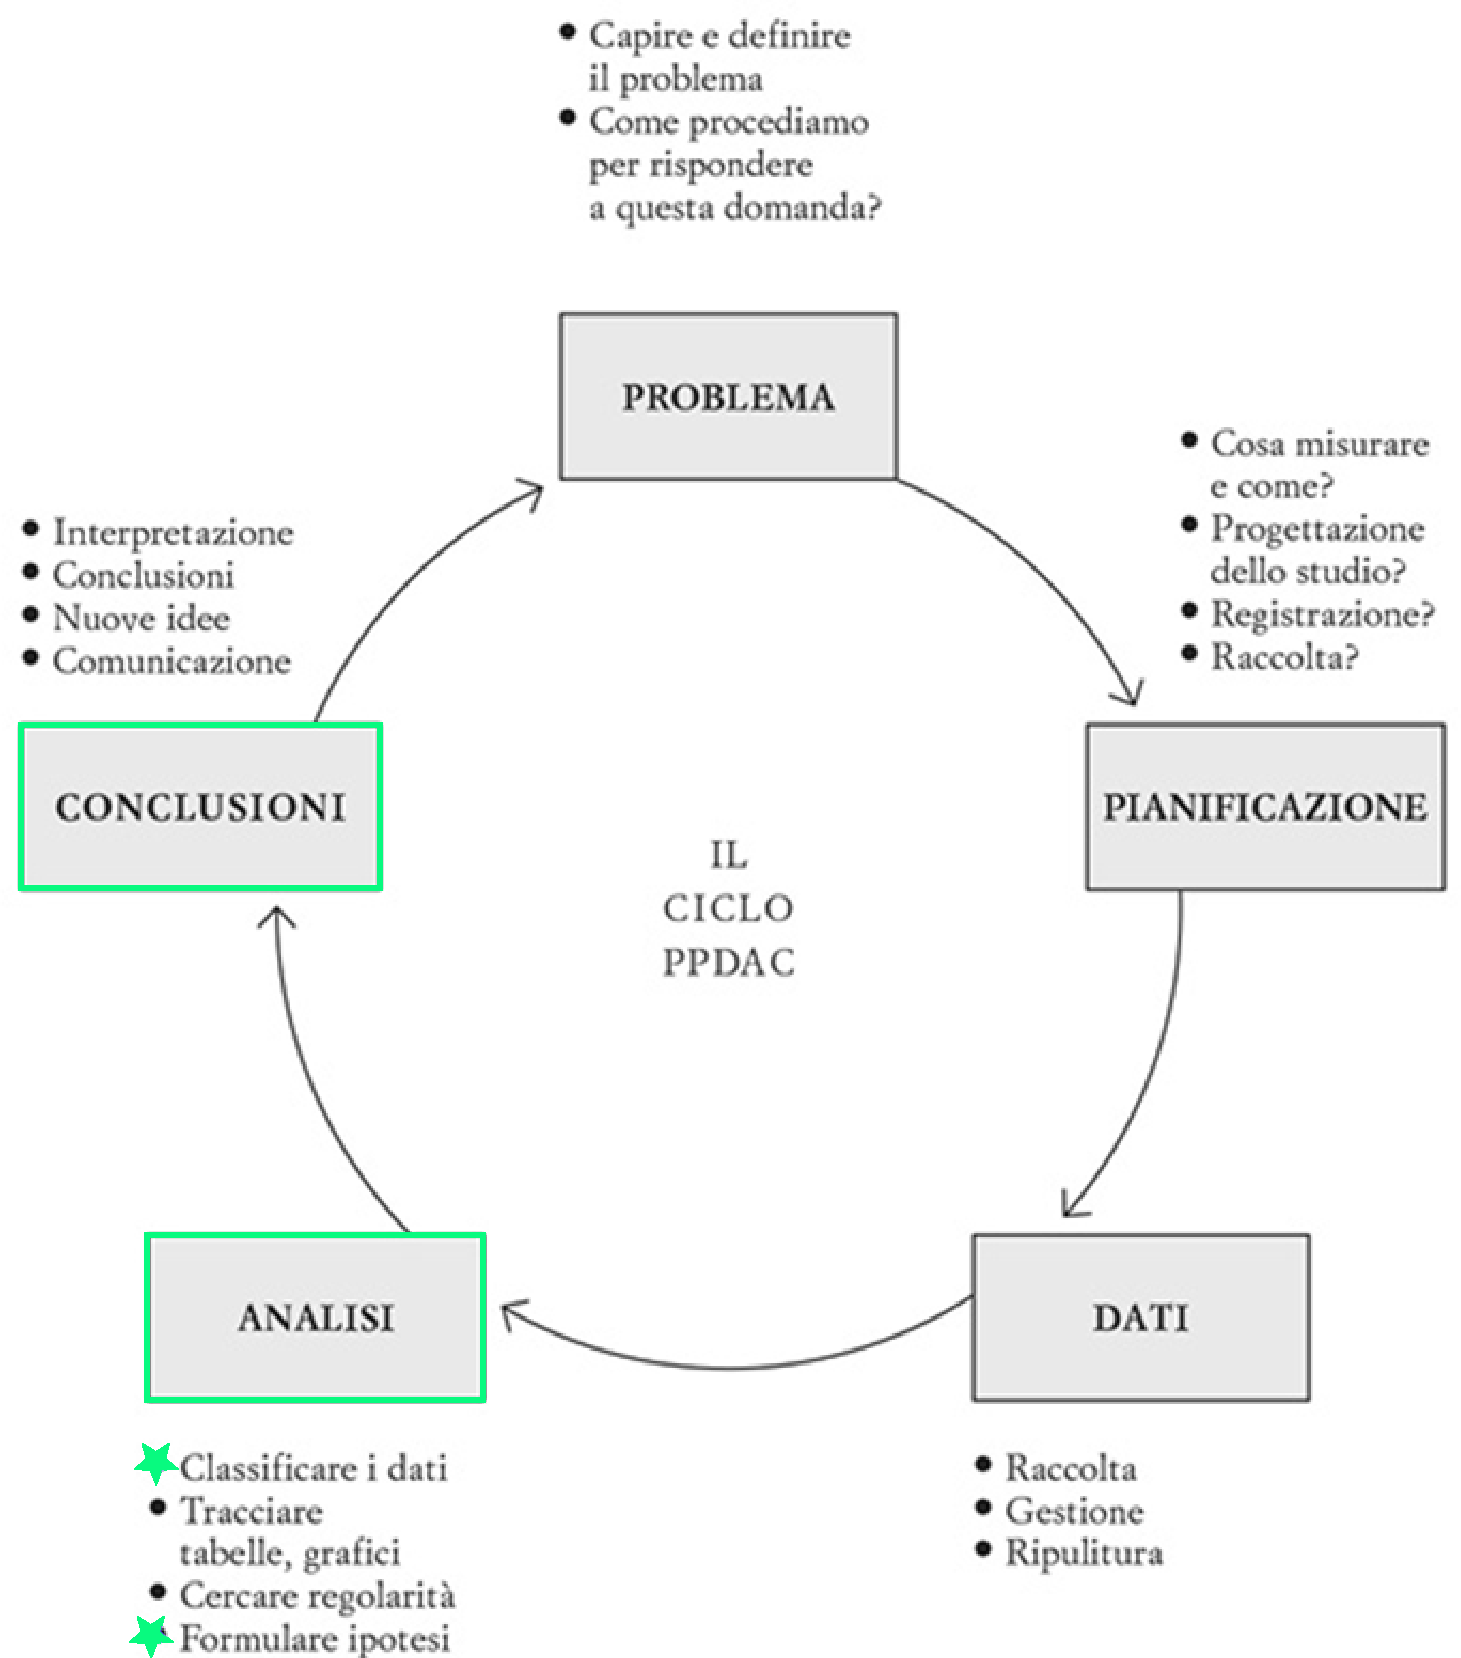 • Capire e definire
il problema
• Come procediamo
per rispondere
a questa domanda?
PROBLEMA
• Cosa misurare
e come?
• Progettazione
dello studio?
• Registrazione?
• Raccolta?
PIANIFICAZIONE
• Raccolta
• Gestione
• Ripulitura
DATI
ANALISI
Classificare i dati
• Tracciare
tabelle, grafici
• Cercare regolarità
Formulare ipotesi
• Interpretazione
• Conclusioni
• Nuove idee
• Comunicazione
CONCLUSIONI
IL
CICLO
PPDAC